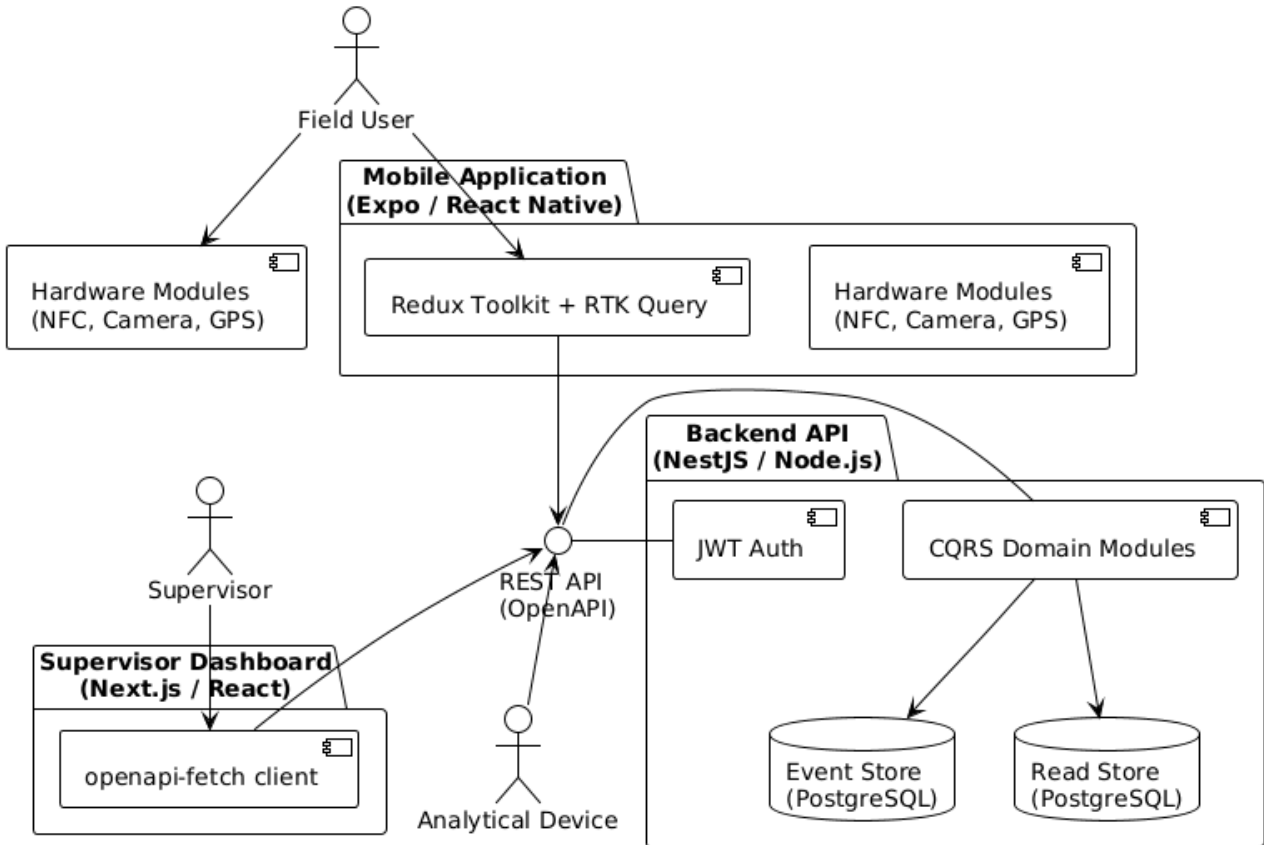 Field User
Mobile Application
(Expo / React Native)
Hardware Modules
(NFC, Camera, GPS)
Redux Toolkit + RTK Query
Hardware Modules
(NFC, Camera, GPS)
Backend API
(NestJS / Node.js)
JWT Auth
CQRS Domain Modules
REST API
(OpenAPI)
Supervisor
Supervisor Dashboard
(Next.js / React)
openapi-fetch client
Analytical Device
Event Store
(PostgreSQL)
Read Store
(PostgreSQL)